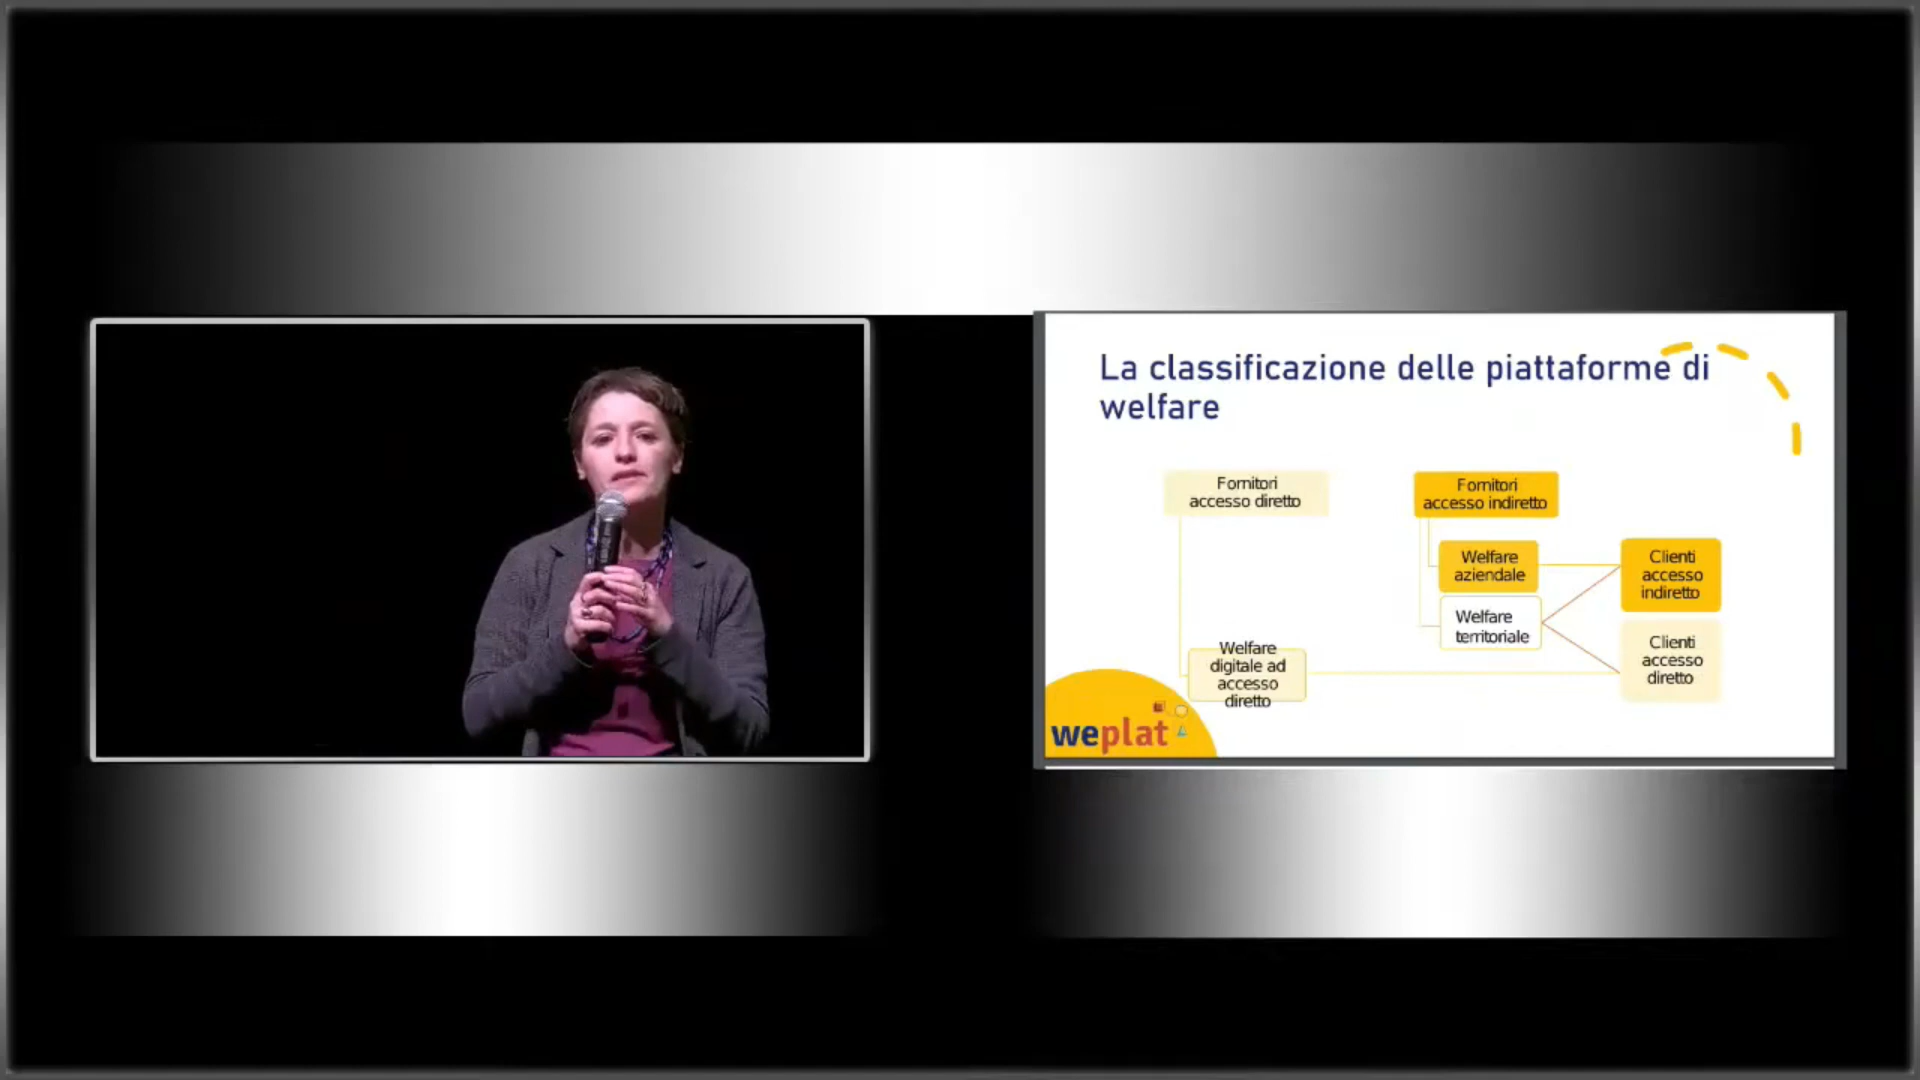 La classificazione delle piattaforme di
welfare
Fornitori
accesso diretto
Fornitori
accesso indiretto
Welfare
aziendale
Clienti
accesso
indiretto
Welfare
territoriale
Clienti
accesso
diretto
Welfare
digitale ad
accesso
diretto
weplat